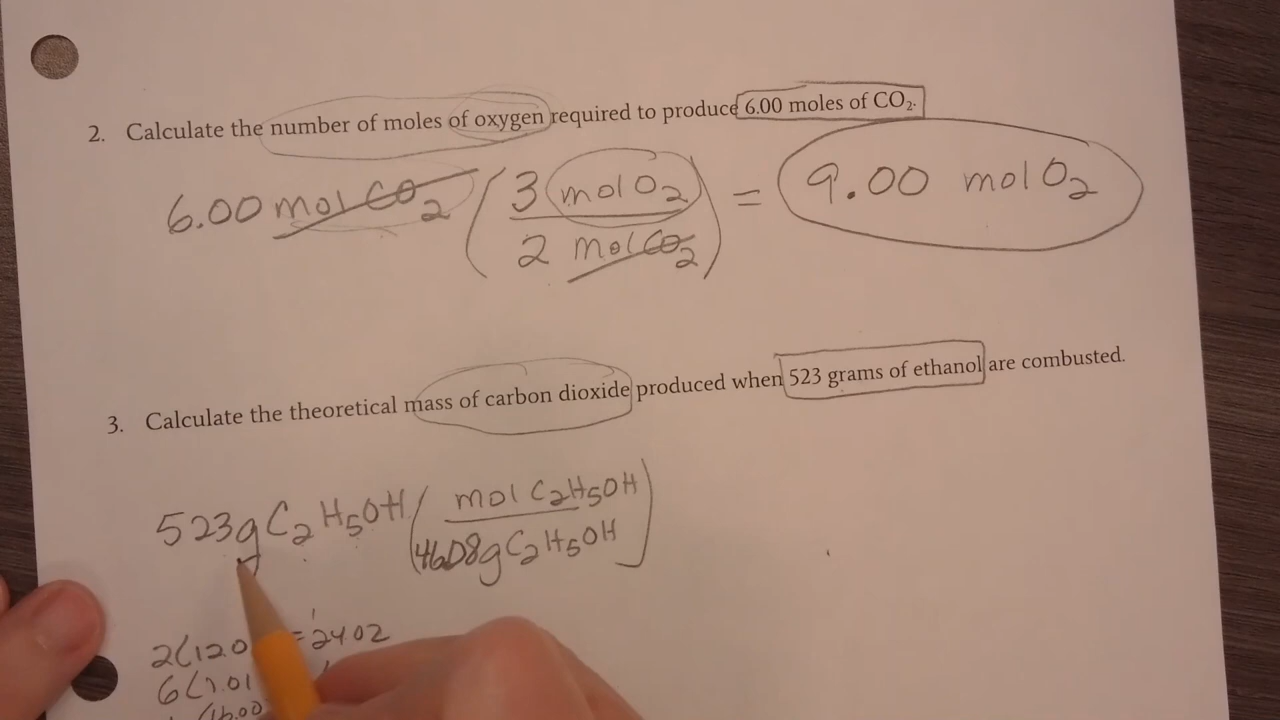 2. Calculate the number of moles of oxygen required to produce 6.00 moles of CO₂.
6.00 mol CO₂ ( 3 mol O₂ / 2 mol CO₂ ) = 9.00 mol O₂
3. Calculate the theoretical mass of carbon dioxide produced when 523 grams of ethanol are combusted.
523g C₂H₅OH ( mol C₂H₅OH / 46.08g C₂H₅OH )
2(12.0 = 24.02
6(1.01
(16.00